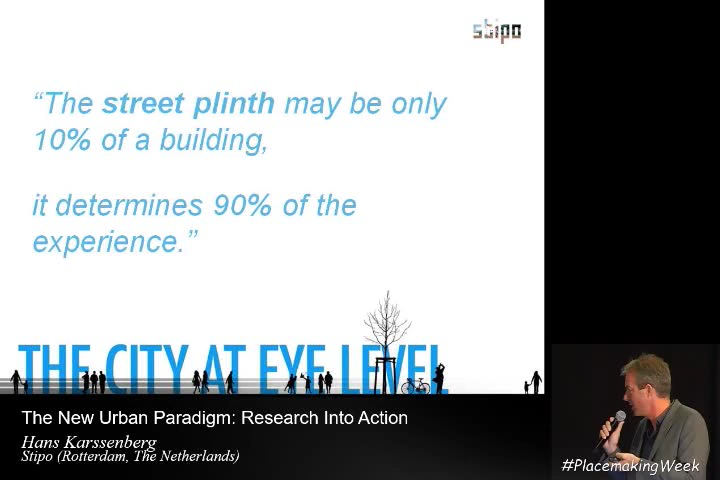 stipo
“The street plinth may be only
10% of a building,
it determines 90% of the
experience.”
THE CITY AT EYE LEVEL
The New Urban Paradigm: Research Into Action
Hans Karssenberg
Stipo (Rotterdam, The Netherlands)
#PlacemakingWeek